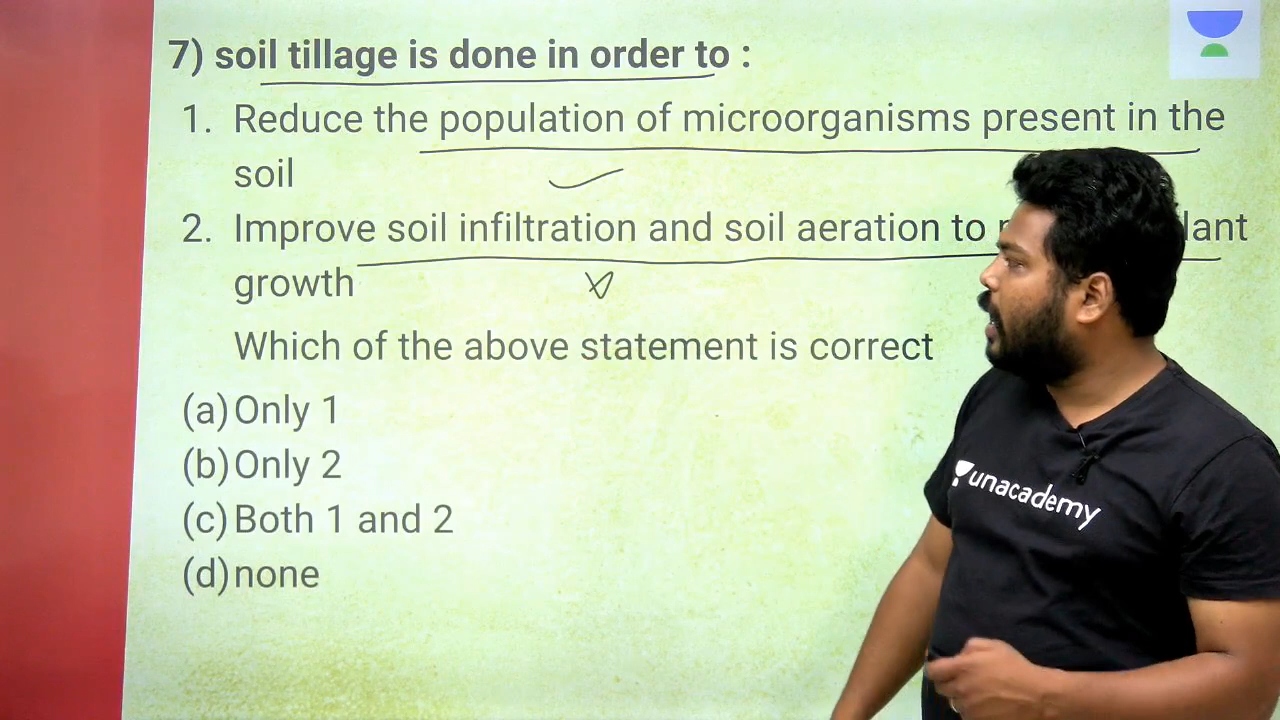 7) soil tillage is done in order to :
1. Reduce the population of microorganisms present in the
soil
2. Improve soil infiltration and soil aeration to
growth
Which of the above statement is correct
(a) Only 1
(b) Only 2
(c) Both 1 and 2
(d) none
unacademy